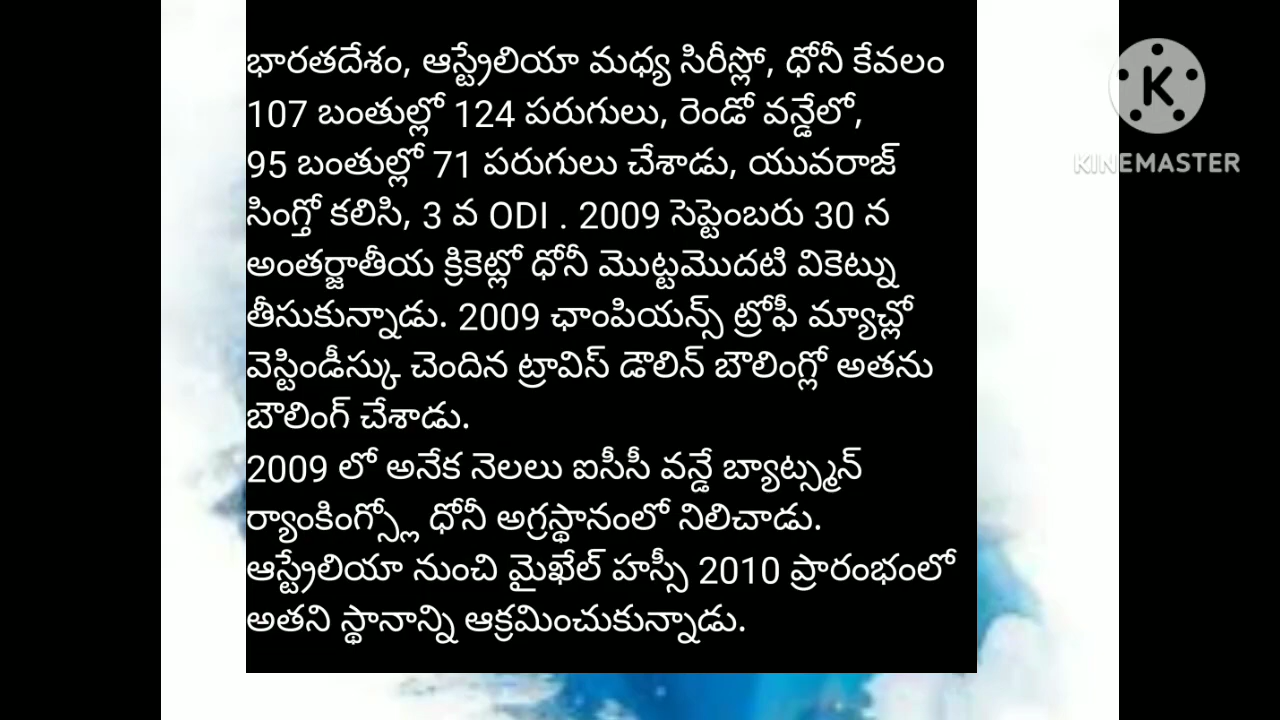 భారతదేశం, ఆస్ట్రేలియా మధ్య సిరీస్లో, ధోనీ కేవలం
107 బంతుల్లో 124 పరుగులు, రెండో వన్డేలో,
95 బంతుల్లో 71 పరుగులు చేశాడు, యువరాజ్
సింగ్తో కలిసి, 3 వ ODI . 2009 సెప్టెంబరు 30 న
అంతర్జాతీయ క్రికెట్లో ధోనీ మొట్టమొదటి వికెట్ను
తీసుకున్నాడు. 2009 ఛాంపియన్స్ ట్రోఫీ మ్యాచ్లో
వెస్టిండీస్కు చెందిన ట్రావిస్ డౌలిన్ బౌలింగ్లో అతను
బౌలింగ్ చేశాడు.
2009 లో అనేక నెలలు ఐసీసీ వన్డే బ్యాట్స్మన్
ర్యాంకింగ్స్లో ధోనీ అగ్రస్థానంలో నిలిచాడు.
ఆస్ట్రేలియా నుంచి మైఖేల్ హస్సీ 2010 ప్రారంభంలో
అతని స్థానాన్ని ఆక్రమించుకున్నాడు.
K
KINEMASTER